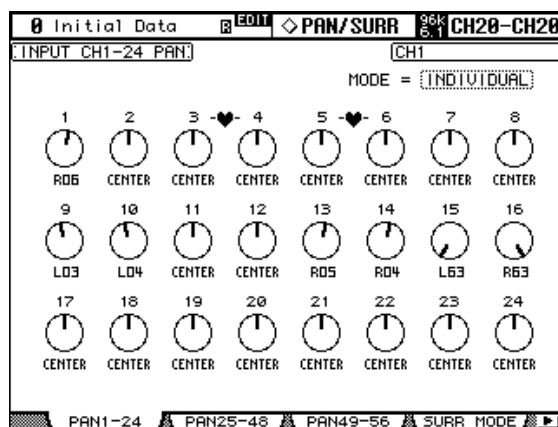 0 Initial Data R EDIT PAN/SURR 96k 6.1 CH20-CH20
INPUT CH1-24 PAN CH1
MODE = INDIVIDUAL
1 2 3 4 5 6 7 8
R06 CENTER CENTER CENTER CENTER CENTER CENTER CENTER
9 10 11 12 13 14 15 16
L03 L04 CENTER CENTER R05 R04 L63 R63
17 18 19 20 21 22 23 24
CENTER CENTER CENTER CENTER CENTER CENTER CENTER CENTER
PAN1-24 PAN25-48 PAN49-56 SURR MODE